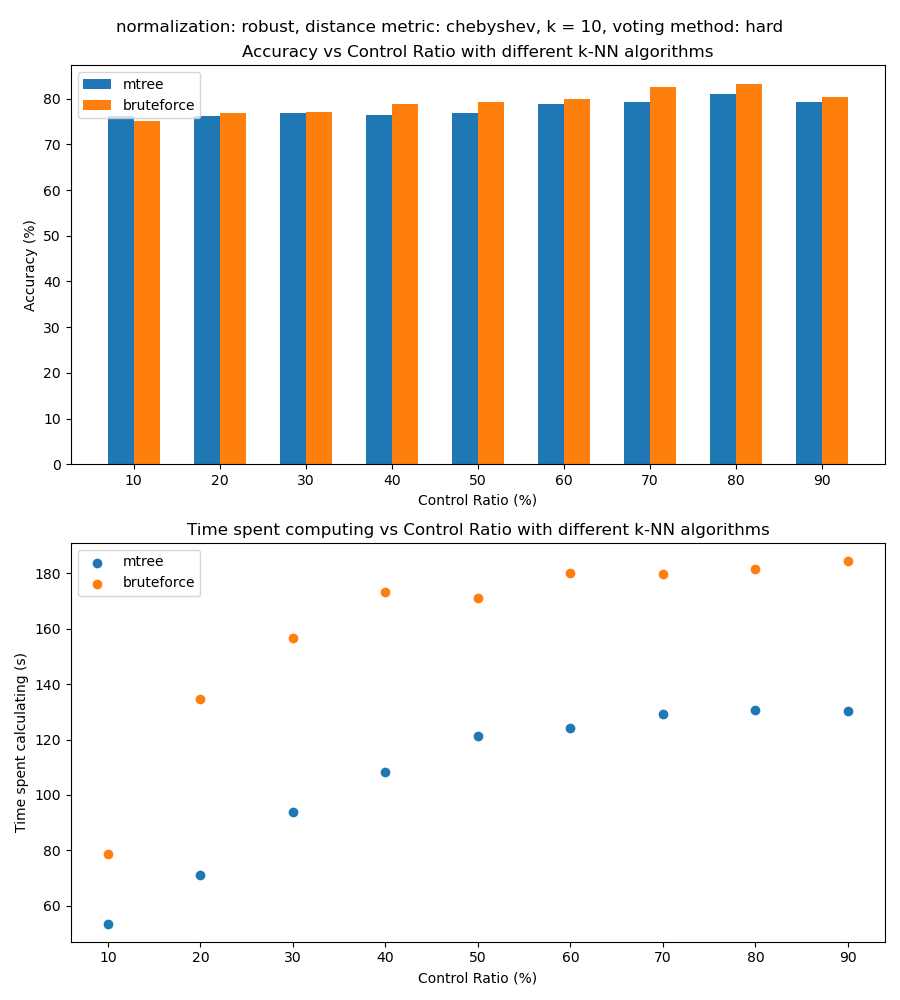 normalization: robust, distance metric: chebyshev, k = 10, voting method: hard
Accuracy vs Control Ratio with different k-NN algorithms
mtree
bruteforce
Accuracy (%)
80
70
60
50
40
30
20
10
0
10 20 30 40 50 60 70 80 90
Control Ratio (%)
Time spent computing vs Control Ratio with different k-NN algorithms
mtree
bruteforce
Time spent calculating (s)
180
160
140
120
100
80
60
10 20 30 40 50 60 70 80 90
Control Ratio (%)